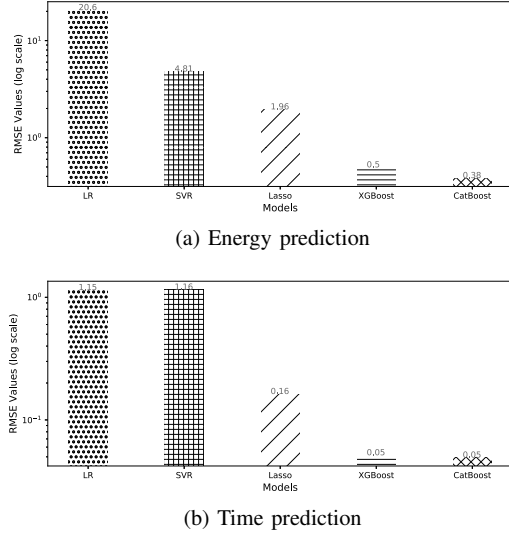 20.6
4.81
1.96
0.5
0.38
10¹
10⁰
RMSE Values (log scale)
LR SVR Lasso XGBoost CatBoost
Models
(a) Energy prediction
1.15 1.16
0.16
0.05 0.05
10⁰
10⁻¹
RMSE Values (log scale)
LR SVR Lasso XGBoost CatBoost
Models
(b) Time prediction